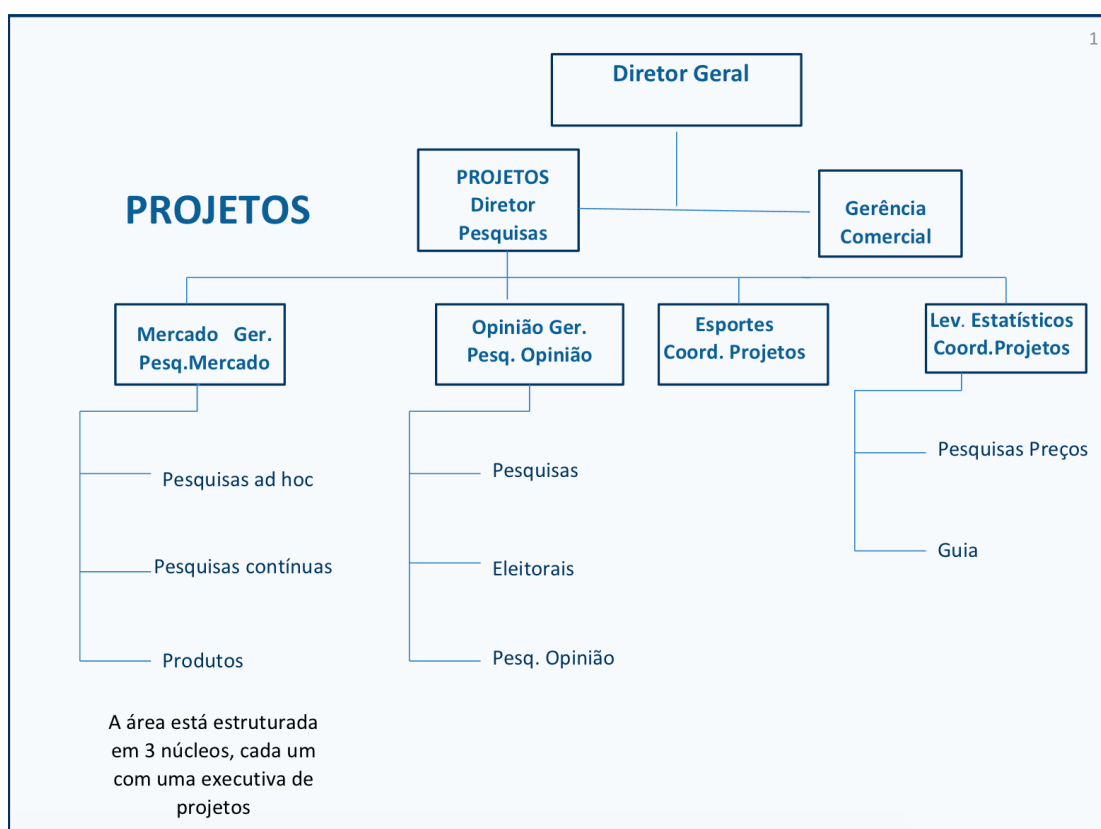 1
Diretor Geral
PROJETOS
PROJETOS
Diretor
Pesquisas
Gerência
Comercial
Mercado Ger.
Pesq.Mercado
Opinião Ger.
Pesq. Opinião
Esportes
Coord. Projetos
Lev. Estatísticos
Coord.Projetos
Pesquisas ad hoc
Pesquisas contínuas
Produtos
Pesquisas
Eleitorais
Pesq. Opinião
Pesquisas Preços
Guia
A área está estruturada
em 3 núcleos, cada um
com uma executiva de
projetos